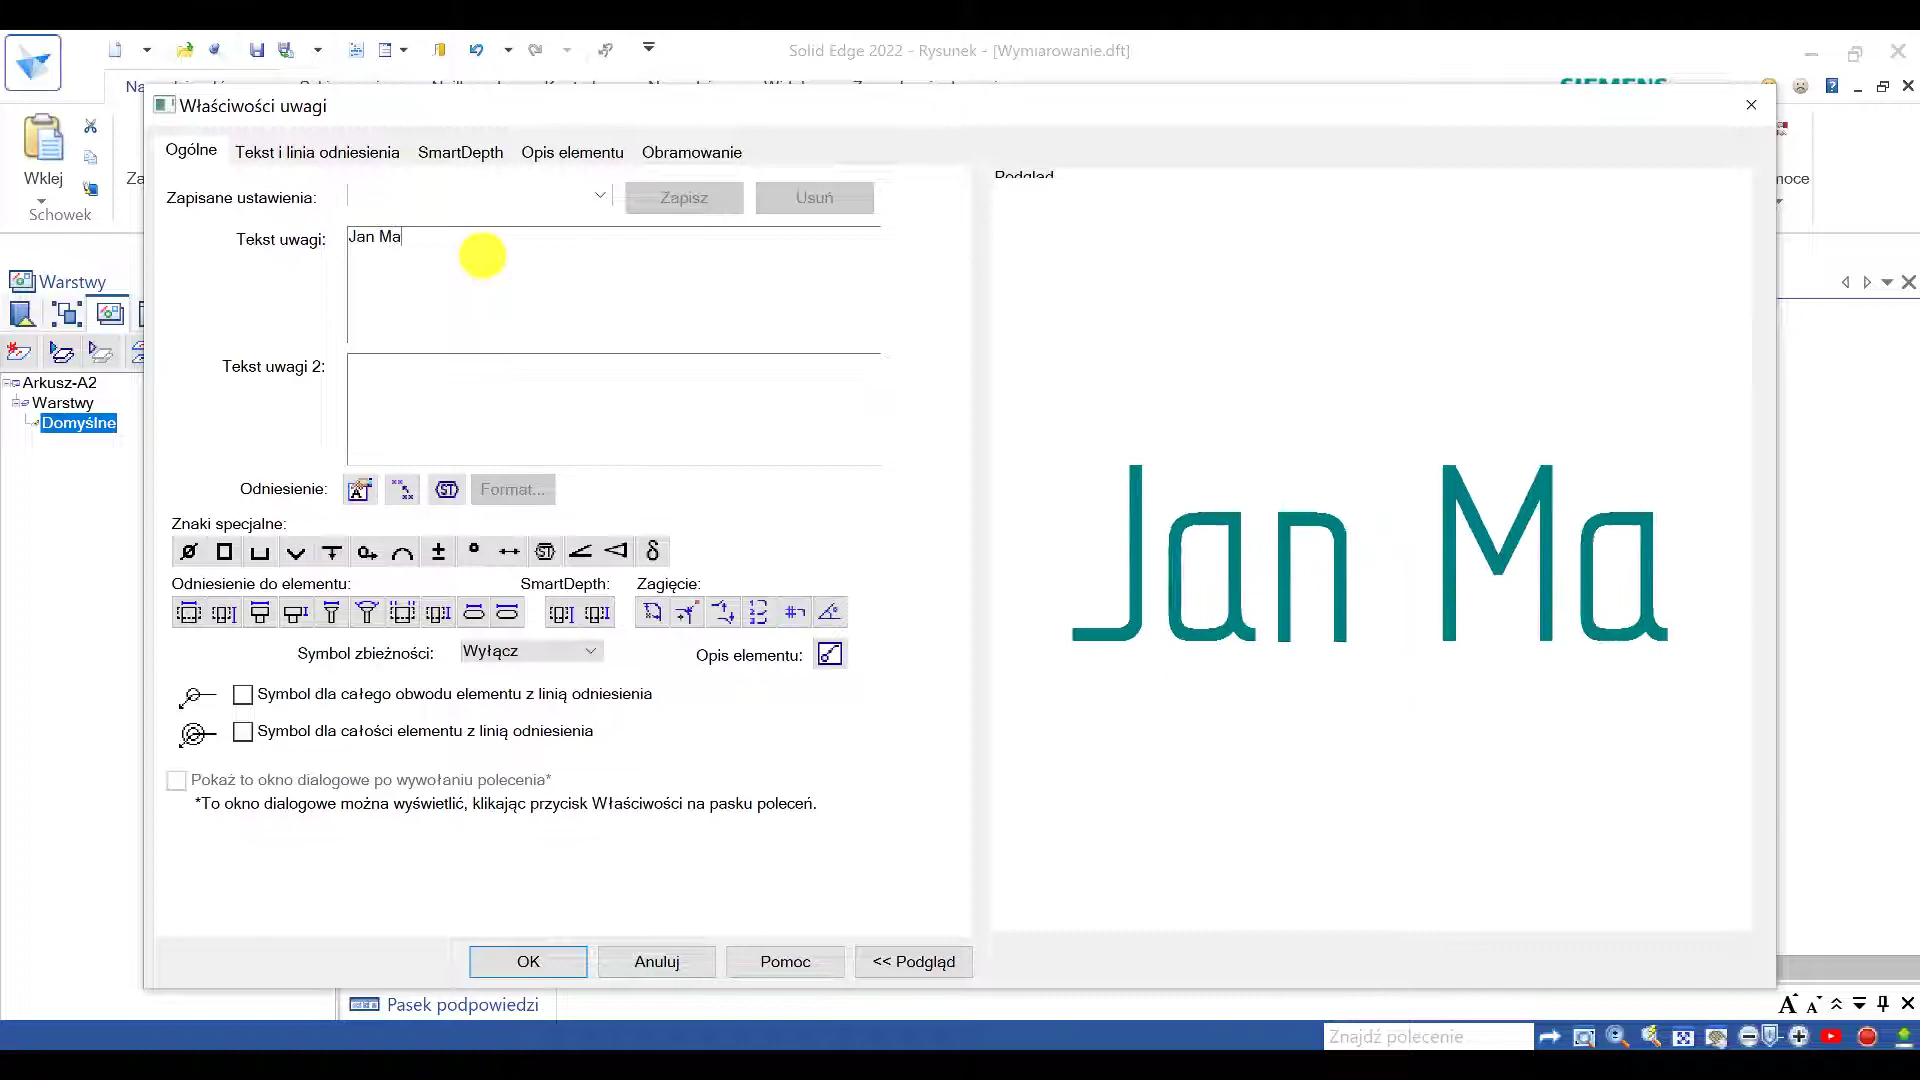 Solid Edge 2022 - Rysunek - [Wymiarowanie.dft]
SIEMENS
Wklej
Schowek
Właściwości uwagi
Ogólne
Tekst i linia odniesienia
SmartDepth
Opis elementu
Obramowanie
Zapisane ustawienia:
Zapisz
Usuń
Podgląd
Tekst uwagi:
Jan Ma
Tekst uwagi 2:
Warstwy
Arkusz-A2
Warstwy
Domyślne
Odniesienie:
Format...
Znaki specjalne:
Odniesienie do elementu:
SmartDepth:
Zagięcie:
Symbol zbieżności:
Wyłącz
Opis elementu:
Symbol dla całego obwodu elementu z linią odniesienia
Symbol dla całości elementu z linią odniesienia
Pokaż to okno dialogowe po wywołaniu polecenia*
*To okno dialogowe można wyświetlić, klikając przycisk Właściwości na pasku poleceń.
Jan Ma
OK
Anuluj
Pomoc
<< Podgląd
Pasek podpowiedzi
Znajdź polecenie